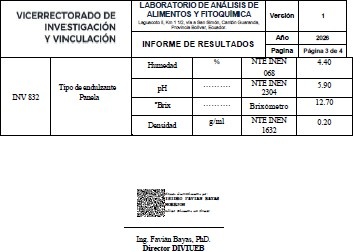 VICERRECTORADO DE
INVESTIGACIÓN
Y VINCULACIÓN
LABORATORIO DE ANÁLISIS DE
ALIMENTOS Y FITOQUÍMICA
Laguacoto II, Km 1 1/2, vía a San Simón, Cantón Guaranda,
Provincia Bolívar, Ecuador.
INFORME DE RESULTADOS
Versión 1
Año 2026
Pagina Página 3 de 4
INV 832
Tipo de endulzante
Panela
Humedad % NTE INEN
068 4.40
pH .......... NTE INEN
2304 5.90
°Brix .......... Brixómetro 12.70
Densidad g/ml NTE INEN
1632 0.20
FAVIAN BAYAS
Ing. Favián Bayas, PhD.
Director DIVIUEB